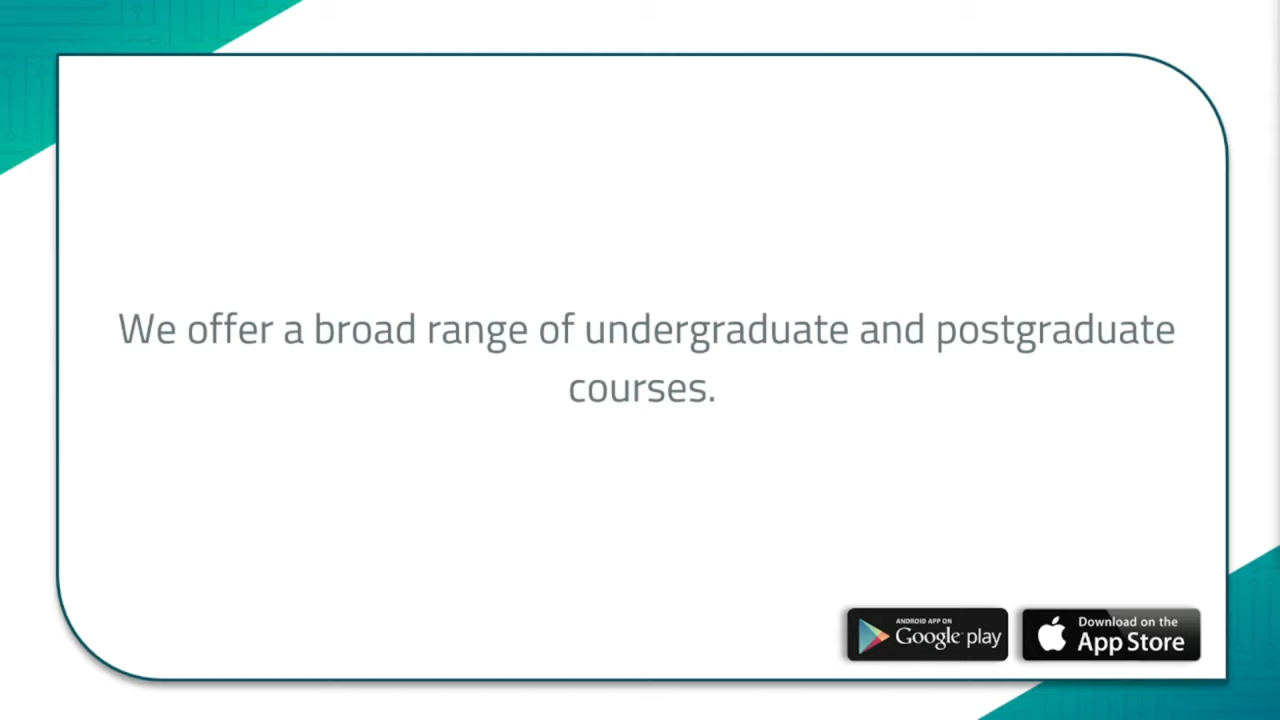 We offer a broad range of undergraduate and postgraduate
courses.
ANDROID APP ON
Google play
Download on the
App Store